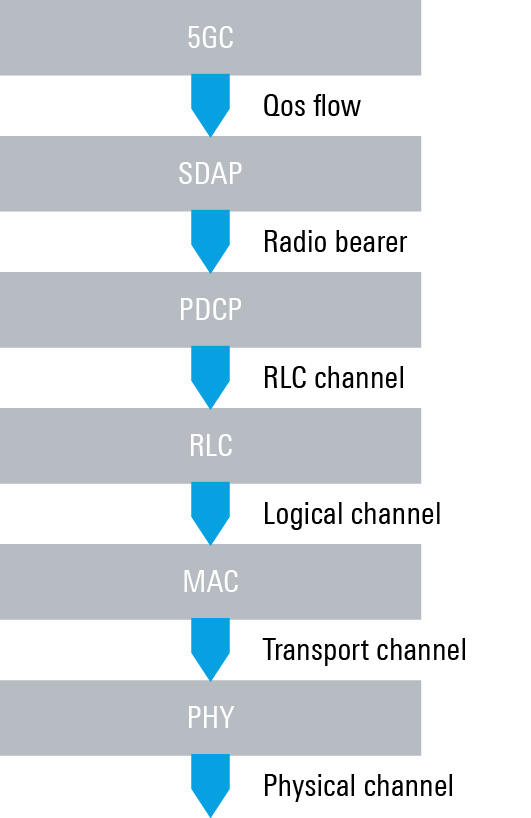 5GC
Qos flow
SDAP
Radio bearer
PDCP
RLC channel
RLC
Logical channel
MAC
Transport channel
PHY
Physical channel